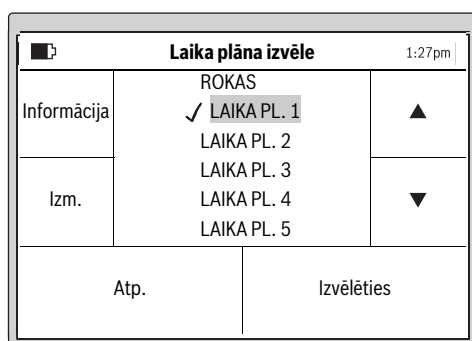 Laika plāna izvēle 1:27pm
ROKAS
Informācija
LAIKA PL. 1
LAIKA PL. 2
LAIKA PL. 3
Izm.
LAIKA PL. 4
LAIKA PL. 5
Atp. Izvēlēties